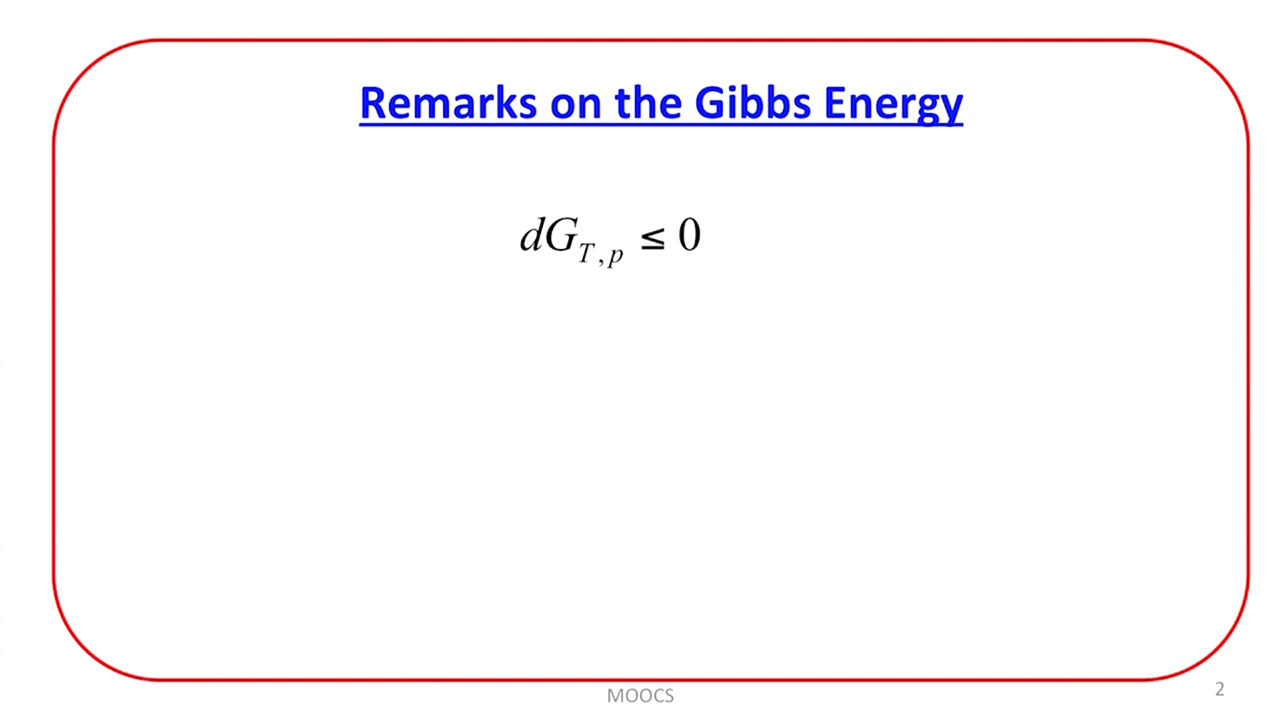 Remarks on the Gibbs Energy
dG_{T,p} ≤ 0
MOOCS
2